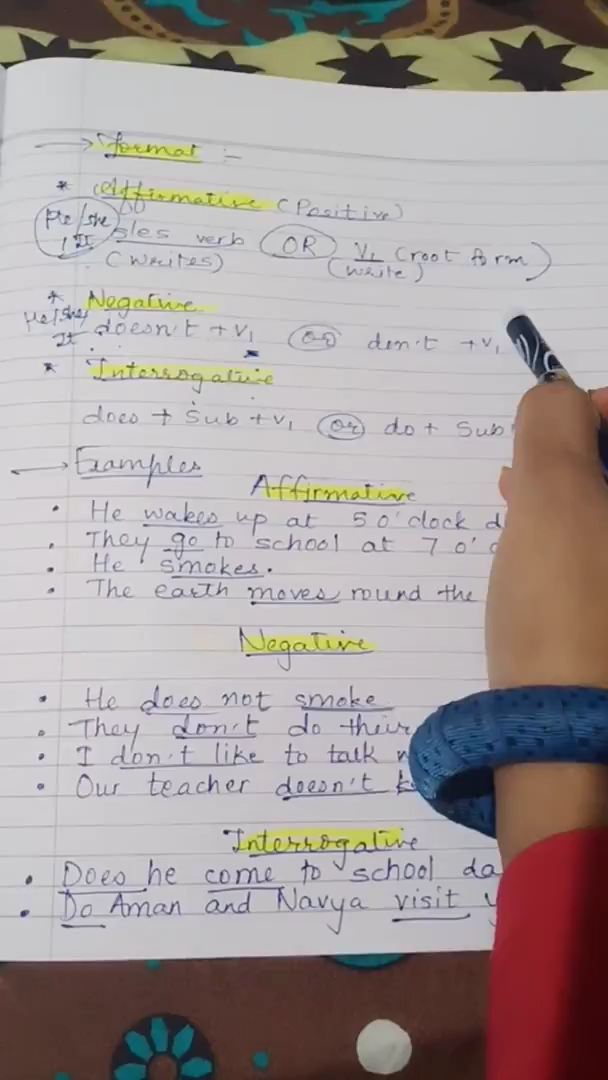 → Format :-
* Affirmative (Positive)
He/she/It s/es verb OR V1 (root form)
(writes) (write)
* Negative
He/she/It doesn't + V1 or don't + V1
* Interrogative
does + Sub + V1 or do + Sub
→ Examples
Affirmative
• He wakes up at 5 o'clock d
• They go to school at 7 o'c
• He smokes.
• The earth moves round the
Negative
• He does not smoke
• They don't do their
• I don't like to talk
• Our teacher doesn't k
Interrogative
• Does he come to school da
• Do Aman and Navya visit y